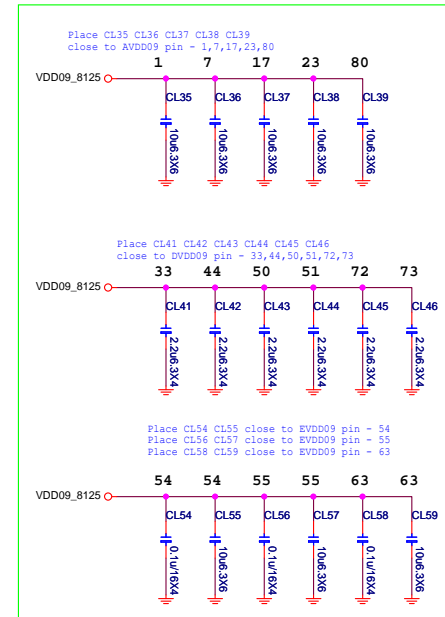 Place CL35 CL36 CL37 CL38 CL39
close to AVDD09 pin - 1,7,17,23,80
1 7 17 23 80
VDD09_8125
CL35 CL36 CL37 CL38 CL39
10u6.3X6 10u6.3X6 10u6.3X6 10u6.3X6 10u6.3X6
Place CL41 CL42 CL43 CL44 CL45 CL46
close to DVDD09 pin - 33,44,50,51,72,73
33 44 50 51 72 73
VDD09_8125
CL41 CL42 CL43 CL44 CL45 CL46
2.2u6.3X4 2.2u6.3X4 2.2u6.3X4 2.2u6.3X4 2.2u6.3X4 2.2u6.3X4
Place CL54 CL55 close to EVDD09 pin - 54
Place CL56 CL57 close to EVDD09 pin - 55
Place CL58 CL59 close to EVDD09 pin - 63
54 54 55 55 63 63
VDD09_8125
CL54 CL55 CL56 CL57 CL58 CL59
0.1u/16X4 10u6.3X6 0.1u/16X4 10u6.3X6 0.1u/16X4 10u6.3X6